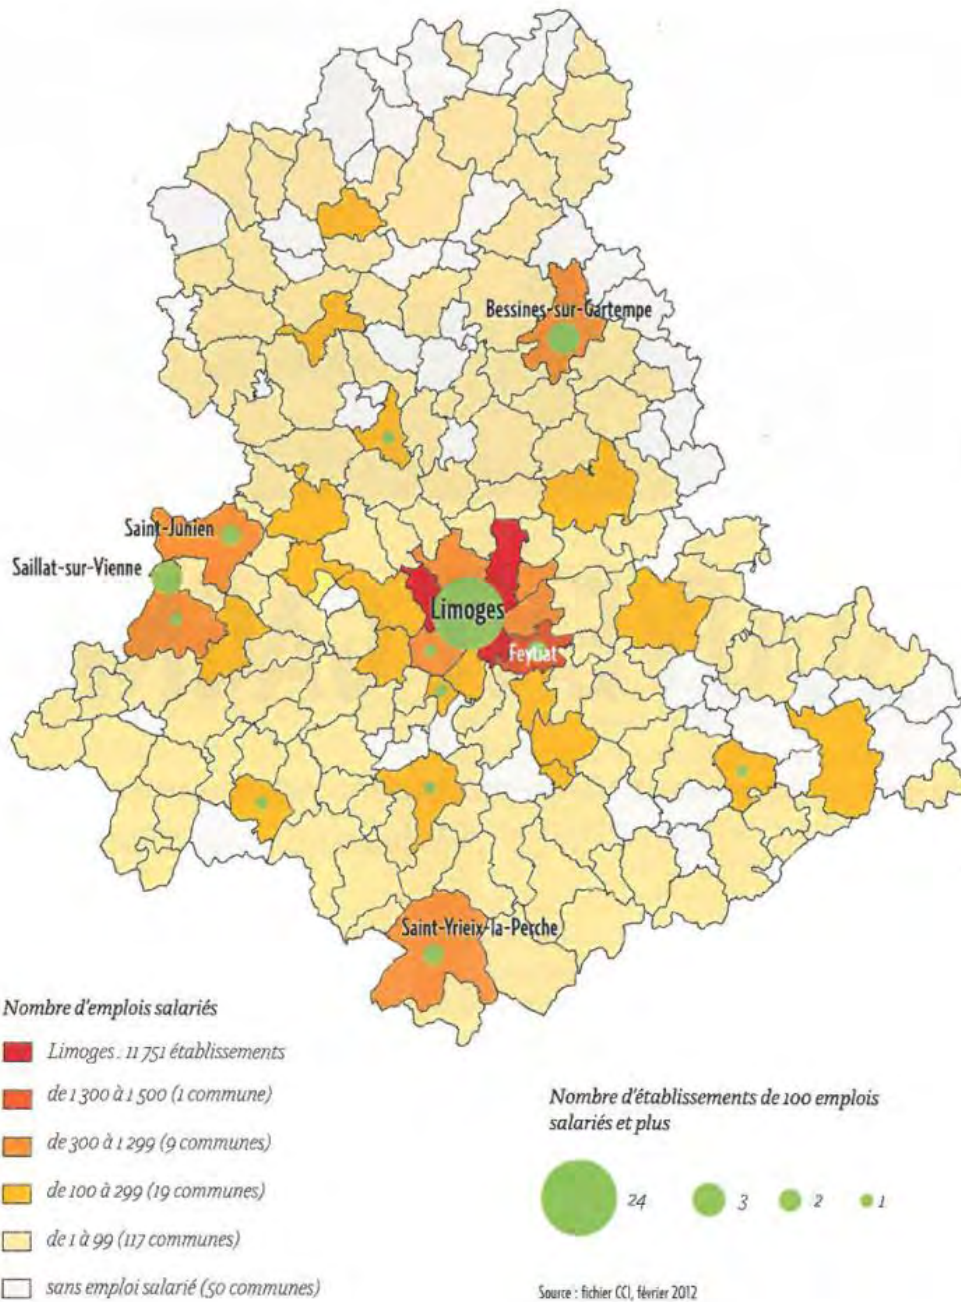 Bessines-sur-Gartempe
Saint-Junien
Saillat-sur-Vienne
Limoges
Feytiat
Saint-Yrieix-la-Perche
Nombre d'emplois salariés
Limoges : 11 751 établissements
de 1 300 à 1 500 (1 commune)
de 300 à 1 299 (9 communes)
de 100 à 299 (19 communes)
de 1 à 99 (117 communes)
sans emploi salarié (50 communes)
Nombre d'établissements de 100 emplois
salariés et plus
24
3
2
1
Source : fichier CCI, février 2012